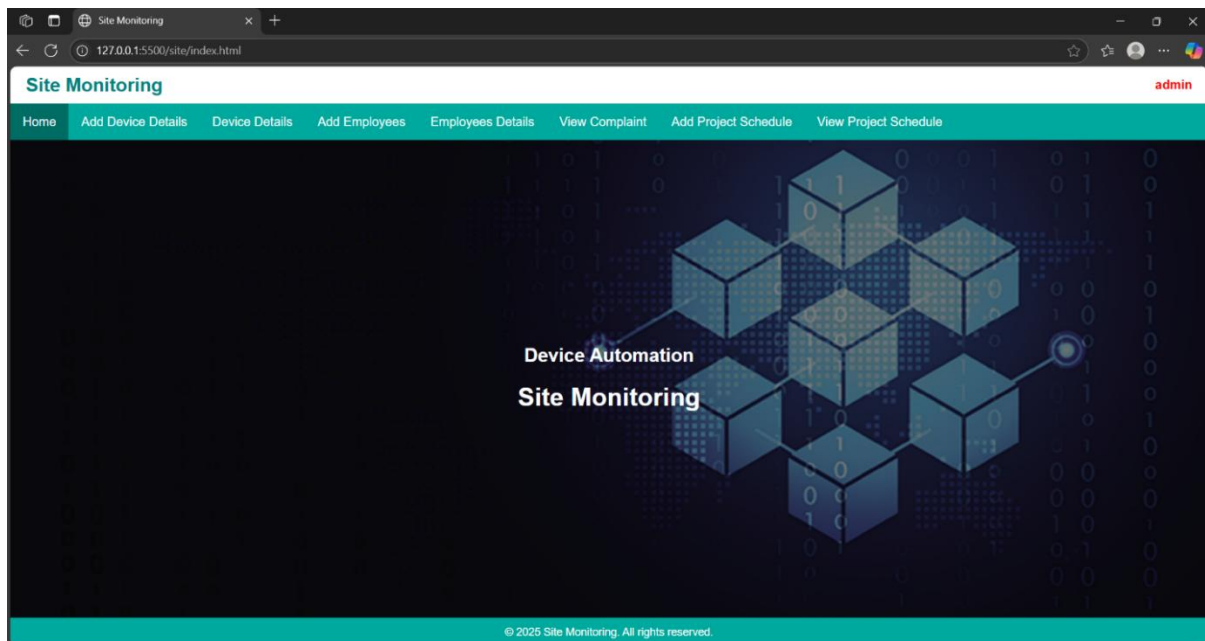 Site Monitoring
127.0.0.1:5500/site/index.html
Site Monitoring
admin
Home Add Device Details Device Details Add Employees Employees Details View Complaint Add Project Schedule View Project Schedule
Device Automation
Site Monitoring
© 2025 Site Monitoring. All rights reserved.